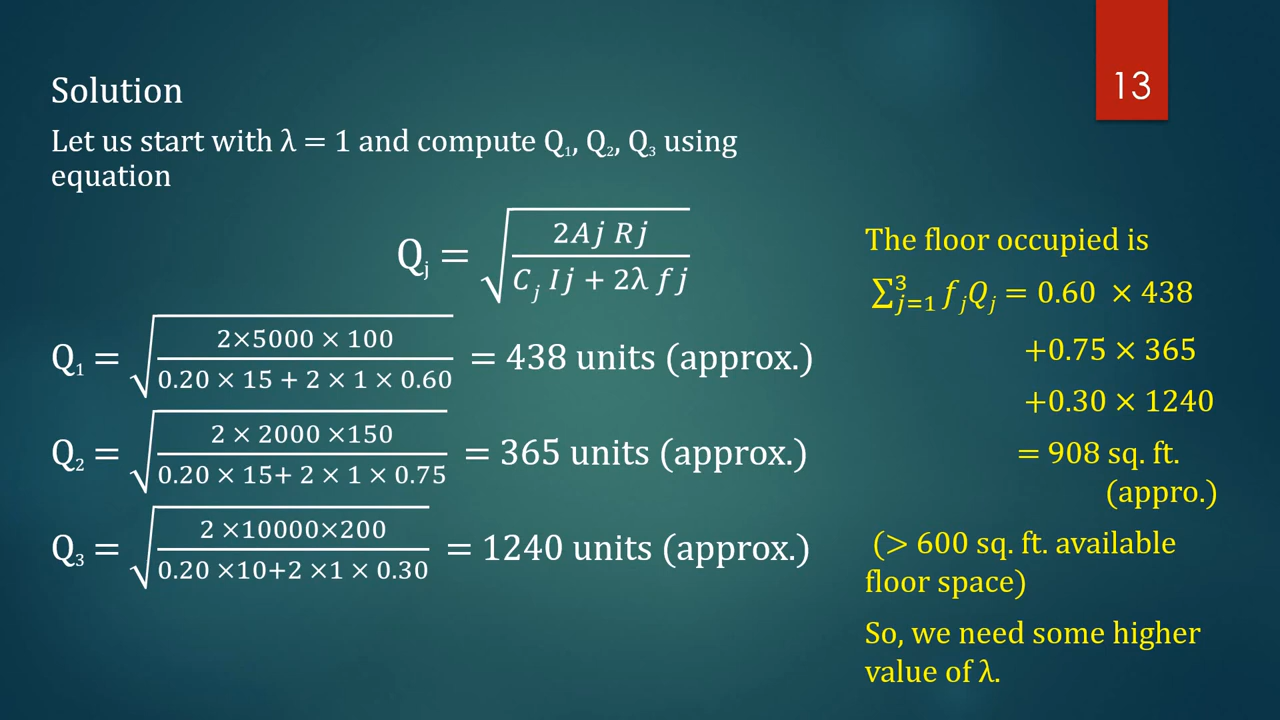 13
Solution
Let us start with λ = 1 and compute Q₁, Q₂, Q₃ using
equation
Qⱼ = √(2Aj Rj / (Cⱼ Ij + 2λ fj))
Q₁ = √(2×5000 × 100 / (0.20 × 15 + 2 × 1 × 0.60)) = 438 units (approx.)
Q₂ = √(2 × 2000 ×150 / (0.20 × 15+ 2 × 1 × 0.75)) = 365 units (approx.)
Q₃ = √(2 ×10000×200 / (0.20 ×10+2 ×1 × 0.30)) = 1240 units (approx.)
The floor occupied is
∑³ⱼ₌₁ fⱼQⱼ = 0.60 × 438
+0.75 × 365
+0.30 × 1240
= 908 sq. ft.
(appro.)
(> 600 sq. ft. available
floor space)
So, we need some higher
value of λ.